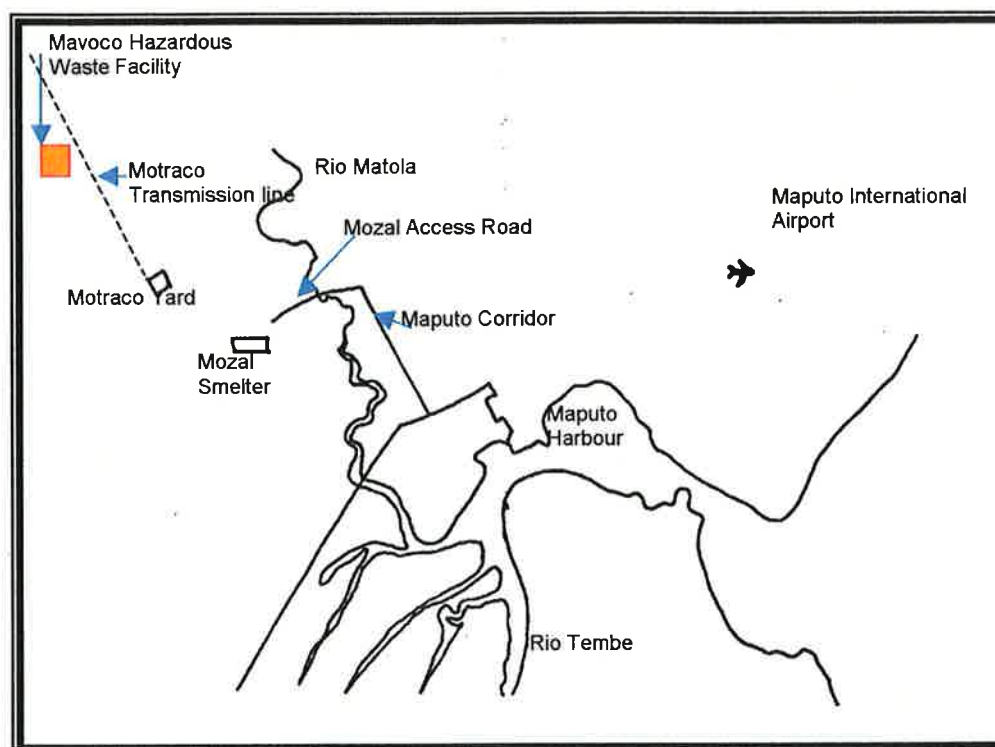 Mavoco Hazardous
Waste Facility
Rio Matola
Motraco
Transmission line
Maputo International
Airport
Mozal Access Road
Motraco Yard
Maputo Corridor
Mozal
Smelter
Maputo
Harbour
Rio Tembe